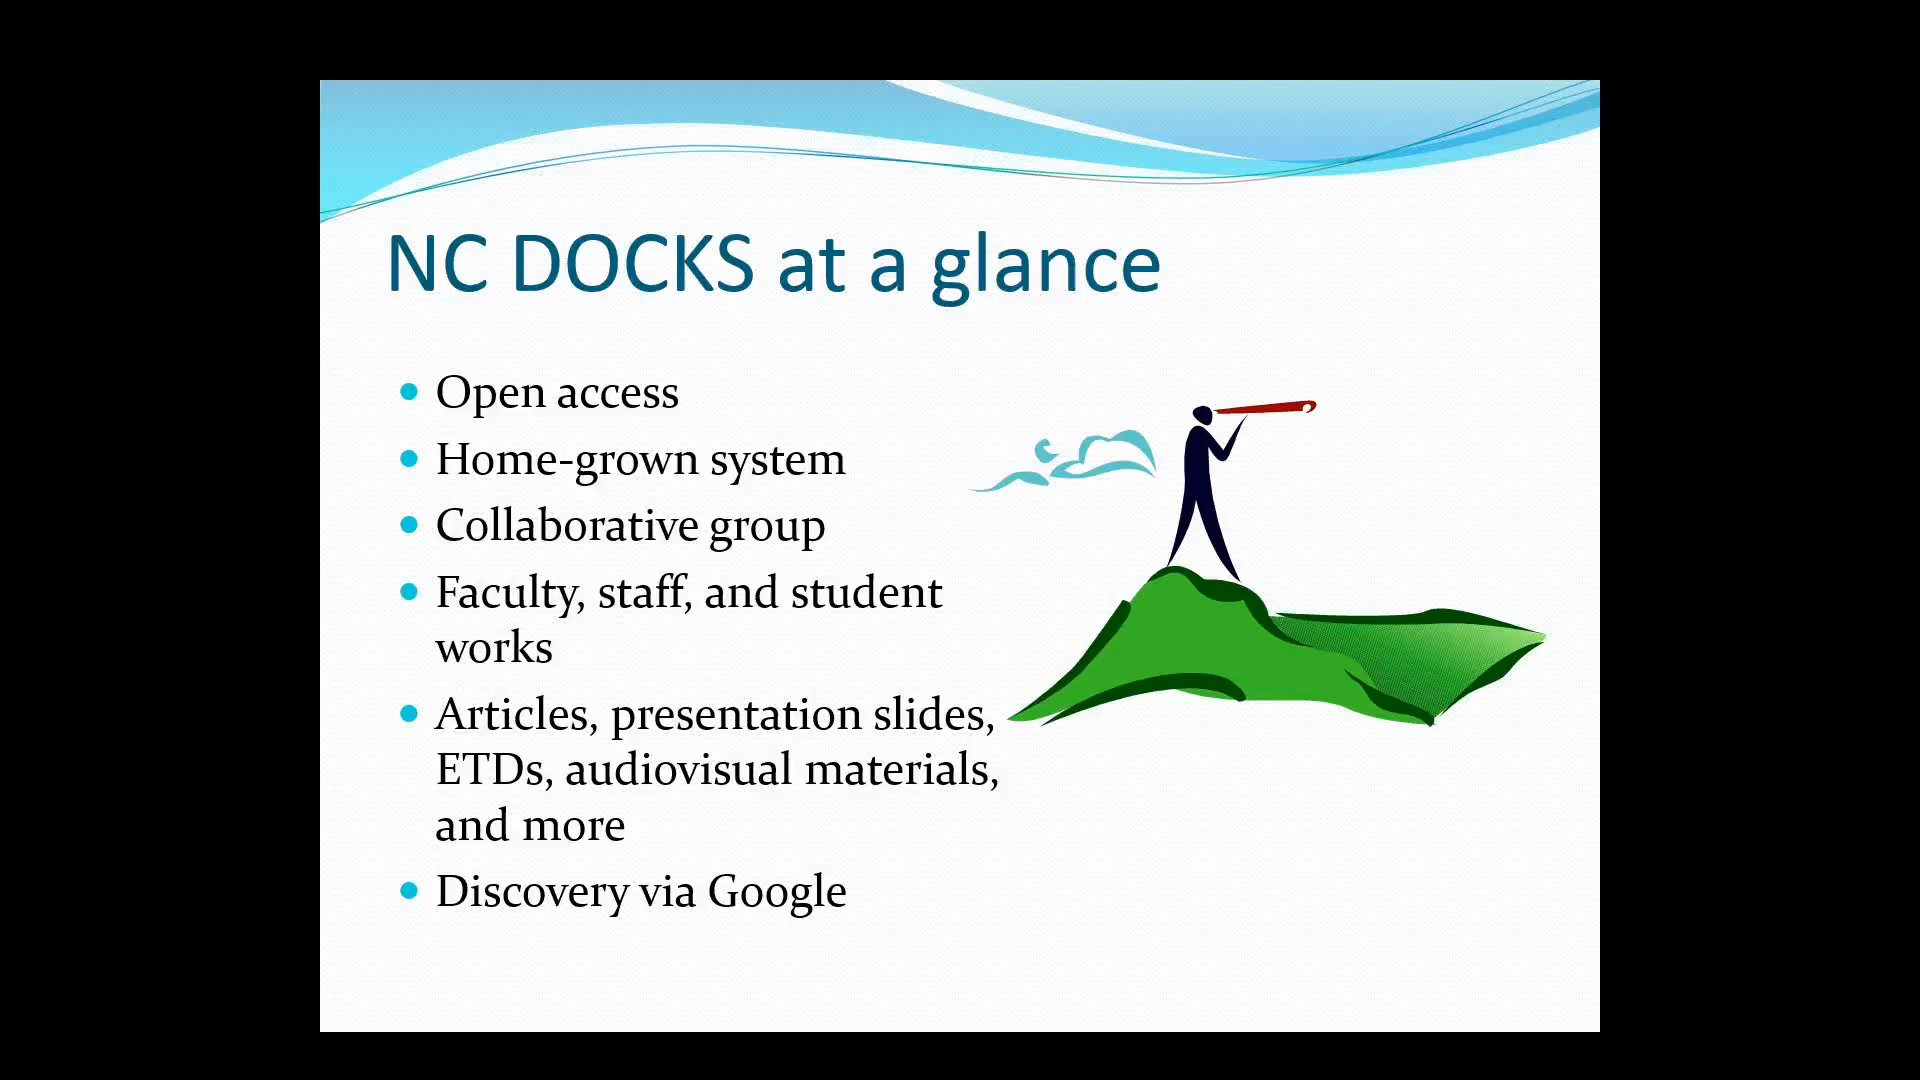 NC DOCKS at a glance
• Open access
• Home-grown system
• Collaborative group
• Faculty, staff, and student
works
• Articles, presentation slides,
ETDs, audiovisual materials,
and more
• Discovery via Google